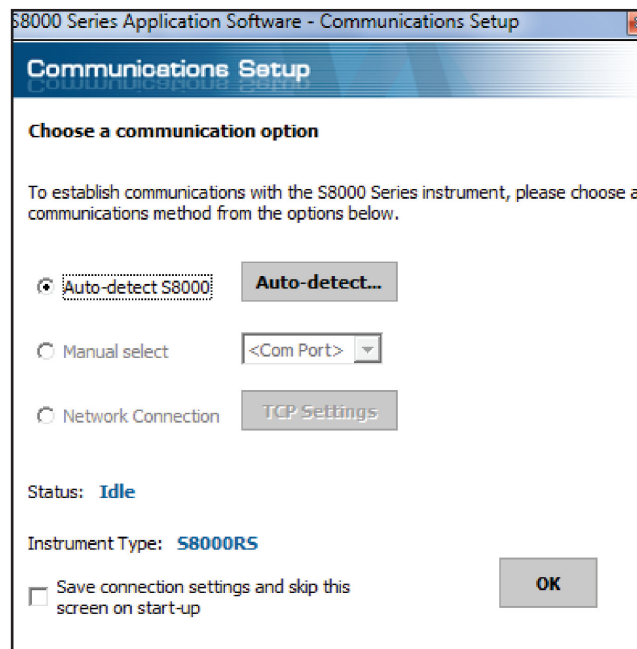 S8000 Series Application Software - Communications Setup
Communications Setup
Choose a communication option
To establish communications with the S8000 Series instrument, please choose a
communications method from the options below.
Auto-detect S8000
Auto-detect...
Manual select
<Com Port>
Network Connection
TCP Settings
Status: Idle
Instrument Type: S8000RS
Save connection settings and skip this
screen on start-up
OK